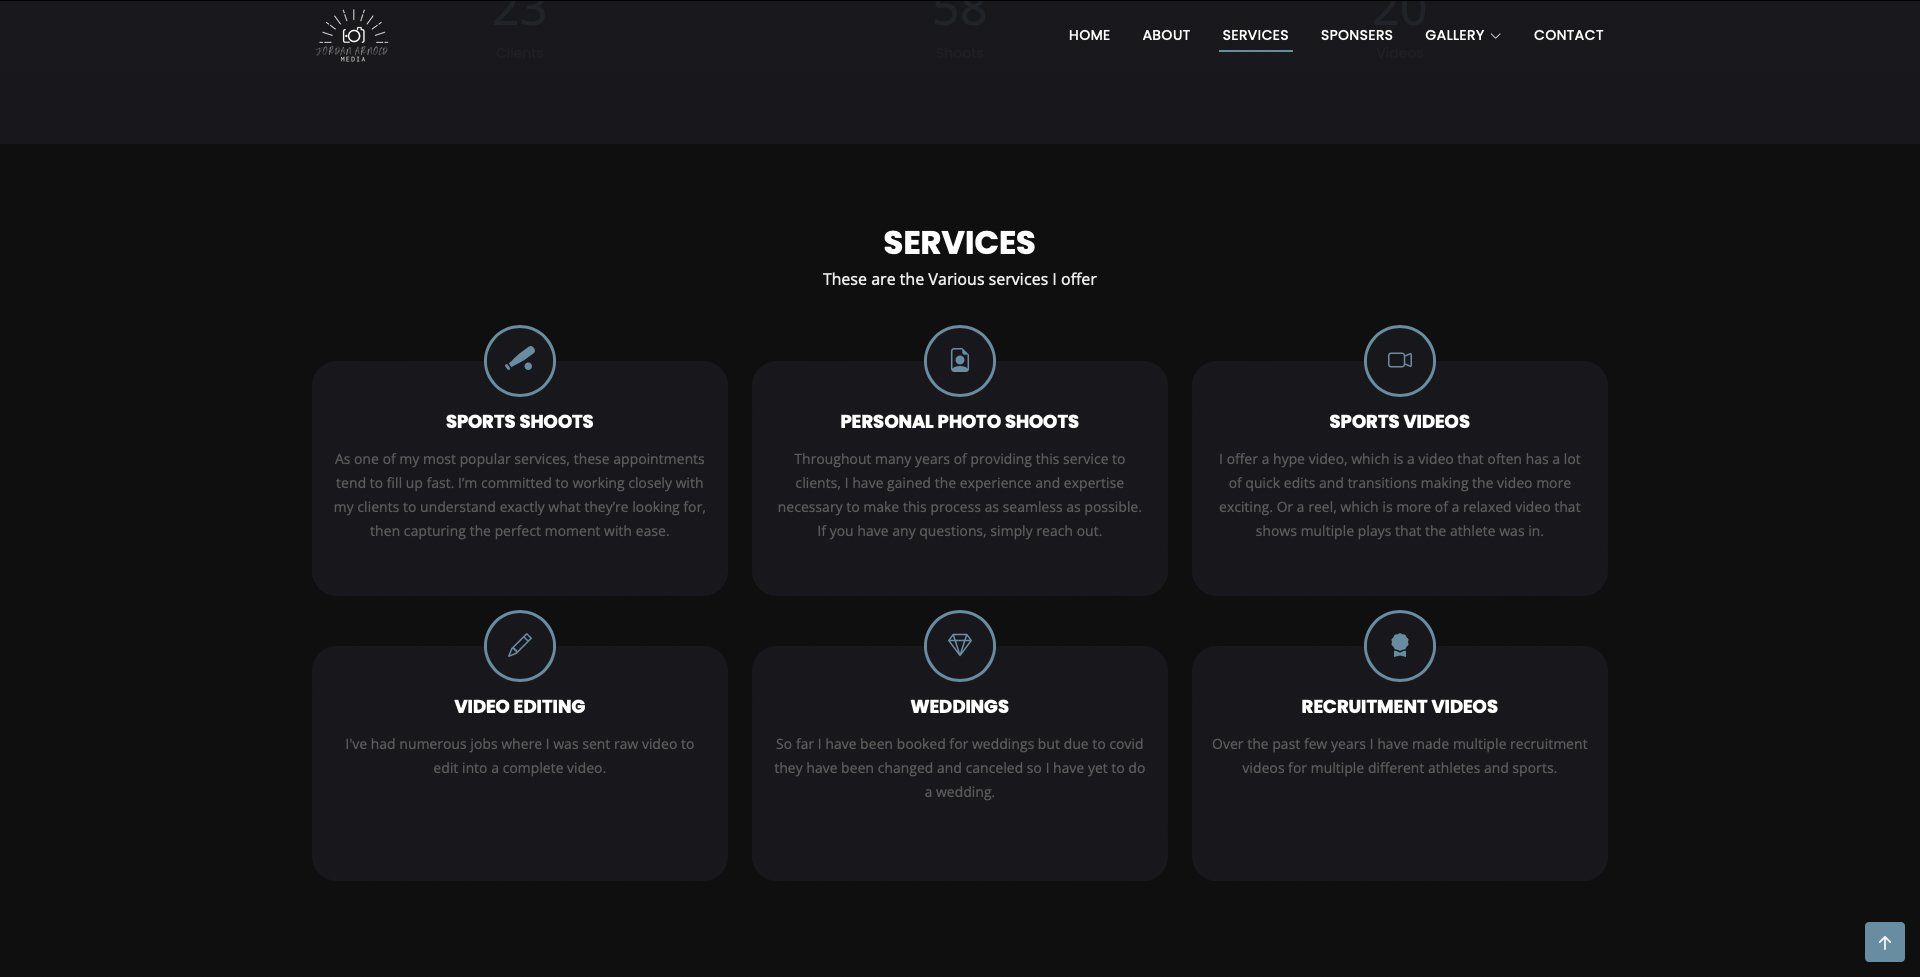 23
58
20
Clients
Shoots
Videos
JORDAN ARNOLD
MEDIA
HOME
ABOUT
SERVICES
SPONSERS
GALLERY
CONTACT
SERVICES
These are the Various services I offer
SPORTS SHOOTS
As one of my most popular services, these appointments
tend to fill up fast. I’m committed to working closely with
my clients to understand exactly what they’re looking for,
then capturing the perfect moment with ease.
PERSONAL PHOTO SHOOTS
Throughout many years of providing this service to
clients, I have gained the experience and expertise
necessary to make this process as seamless as possible.
If you have any questions, simply reach out.
SPORTS VIDEOS
I offer a hype video, which is a video that often has a lot
of quick edits and transitions making the video more
exciting. Or a reel, which is more of a relaxed video that
shows multiple plays that the athlete was in.
VIDEO EDITING
I've had numerous jobs where I was sent raw video to
edit into a complete video.
WEDDINGS
So far I have been booked for weddings but due to covid
they have been changed and canceled so I have yet to do
a wedding.
RECRUITMENT VIDEOS
Over the past few years I have made multiple recruitment
videos for multiple different athletes and sports.